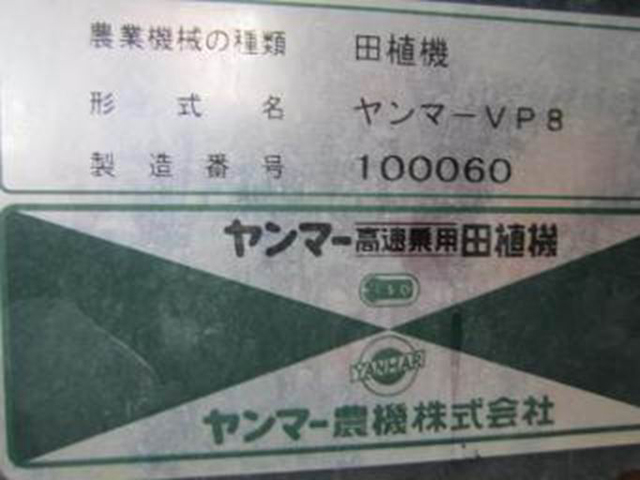 農業機械の種類 田植機
形式名 ヤンマーVP8
製造番号 100060
ヤンマー高速乗用田植機
YANMAR
ヤンマー農機株式会社